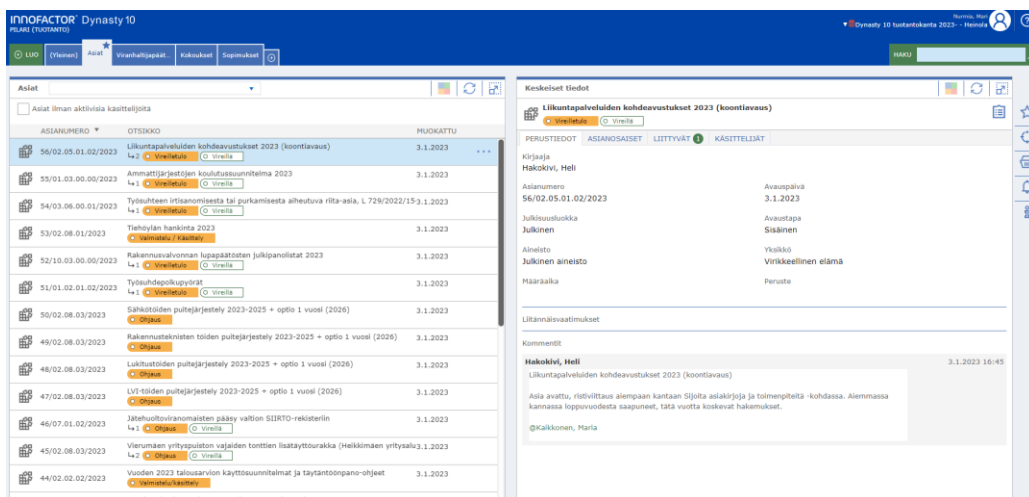 INNOFACTOR® Dynasty 10
PILARI (TUOTANTO)
Nurmia, Mari
Dynasty 10 tuotantokanta 2023- - Heinola
LUO (Yleinen) Asiat Viranhaltijapäät... Kokoukset Sopimukset
HAKU
Asiat
Asiat ilman aktiivisia käsittelijöitä
ASIANUMERO OTSIKKO MUOKATTU
56/02.05.01.02/2023 Liikuntapalveluiden kohdeavustukset 2023 (koontiavaus) 3.1.2023 ...
2 Vireilletulo Vireillä
55/01.03.00.00/2023 Ammattijärjestöjen koulutussuunnitelma 2023 3.1.2023
1 Vireilletulo Vireillä
54/03.06.00.01/2023 Työsuhteen irtisanomisesta tai purkamisesta aiheutuva riita-asia, L 729/2022/15 3.1.2023
1 Vireilletulo Vireillä
53/02.08.01/2023 Tiehöylän hankinta 2023 3.1.2023
Valmistelu / Käsittely
52/10.03.00.00/2023 Rakennusvalvonnan lupapäätösten julkipanolistat 2023 3.1.2023
1 Vireilletulo Vireillä
51/01.02.01.02/2023 Työsuhdepolkupyörät 3.1.2023
1 Vireilletulo Vireillä
50/02.08.03/2023 Sähkötöiden puitejärjestely 2023-2025 + optio 1 vuosi (2026) 3.1.2023
Ohjaus
49/02.08.03/2023 Rakennusteknisten töiden puitejärjestely 2023-2025 + optio 1 vuosi (2026) 3.1.2023
Ohjaus
48/02.08.03/2023 Lukitustöiden puitejärjestely 2023-2025 + optio 1 vuosi (2026) 3.1.2023
Ohjaus
47/02.08.03/2023 LVI-töiden puitejärjestely 2023-2025 + optio 1 vuosi (2026) 3.1.2023
Ohjaus
46/07.01.02/2023 Jätehuoltoviranomaisten pääsy valtion SIIRTO-rekisteriin 3.1.2023
1 Ohjaus Vireillä
45/02.08.03/2023 Vierumäen yrityspuiston vajaiden tonttien lisätäyttöurakka (Heikkimäen yritysalu 3.1.2023
2 Ohjaus Vireillä
44/02.02.02/2023 Vuoden 2023 talousarvion käyttösuunnitelmat ja täytäntöönpano-ohjeet 3.1.2023
Valmistelu/käsittely
Keskeiset tiedot
Liikuntapalveluiden kohdeavustukset 2023 (koontiavaus)
Vireilletulo Vireillä
PERUSTIEDOT ASIANOSAISET LIITTYVÄT 1 KÄSITTELIJÄT
Kirjaaja
Hakokivi, Heli
Asianumero Avauspäivä
56/02.05.01.02/2023 3.1.2023
Julkisuusluokka Avaustapa
Julkinen Sisäinen
Aineisto Yksikkö
Julkinen aineisto Virikkeellinen elämä
Määräaika Peruste
Liitännäisvaatimukset
Kommentit
Hakokivi, Heli 3.1.2023 16:45
Liikuntapalveluiden kohdeavustukset 2023 (koontiavaus)
Asia avattu, ristiviittaus aiempaan kantaan Sijoita asiakirjoja ja toimenpiteitä -kohdassa. Aiemmassa
kannassa loppuvuodesta saapuneet, tätä vuotta koskevat hakemukset.
@Kaikkonen, Maria